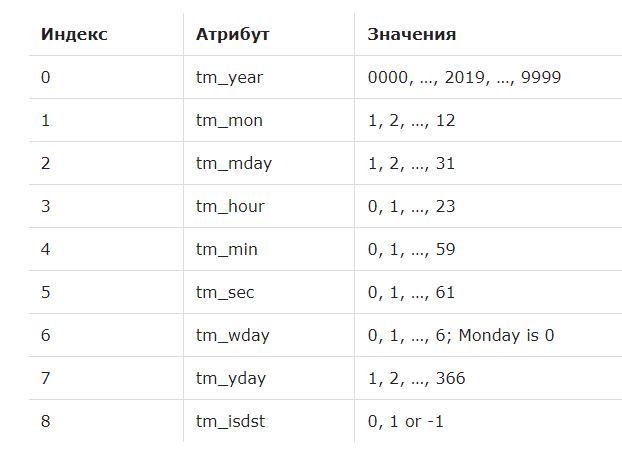 Индекс Атрибут Значения
0 tm_year 0000, …, 2019, …, 9999
1 tm_mon 1, 2, …, 12
2 tm_mday 1, 2, …, 31
3 tm_hour 0, 1, …, 23
4 tm_min 0, 1, …, 59
5 tm_sec 0, 1, …, 61
6 tm_wday 0, 1, …, 6; Monday is 0
7 tm_yday 1, 2, …, 366
8 tm_isdst 0, 1 or -1